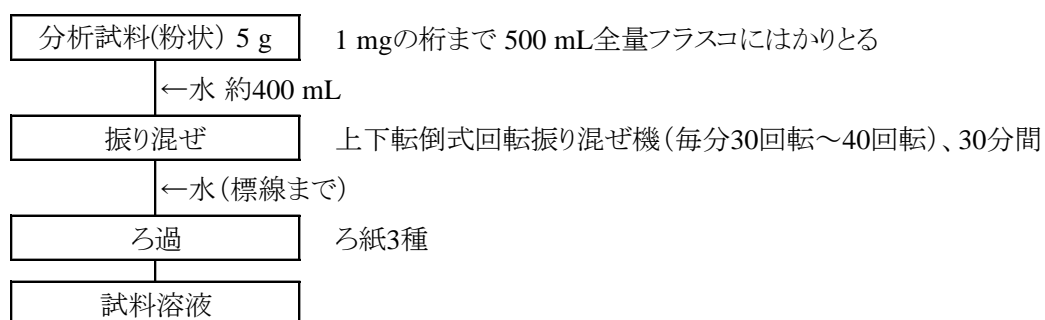 分析試料(粉状) 5 g 1 mgの桁まで 500 mL全量フラスコにはかりとる
←水 約400 mL
振り混ぜ 上下転倒式回転振り混ぜ機(毎分30回転～40回転)、30分間
←水(標線まで)
ろ過 ろ紙3種
試料溶液